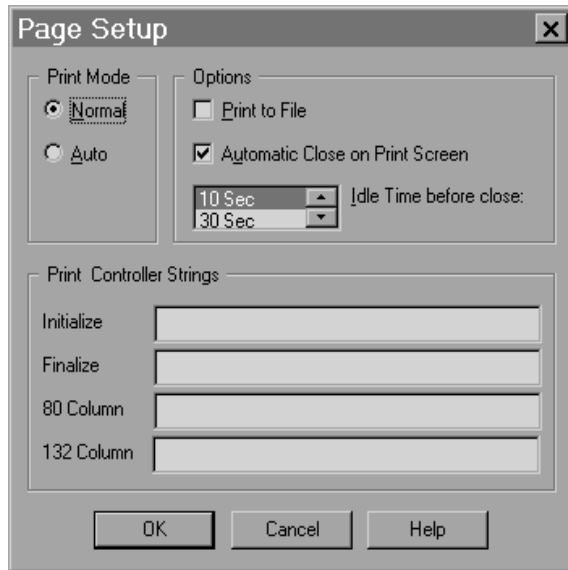 Page Setup
Print Mode
Normal
Auto
Options
Print to File
Automatic Close on Print Screen
10 Sec
30 Sec
Idle Time before close:
Print Controller Strings
Initialize
Finalize
80 Column
132 Column
OK Cancel Help